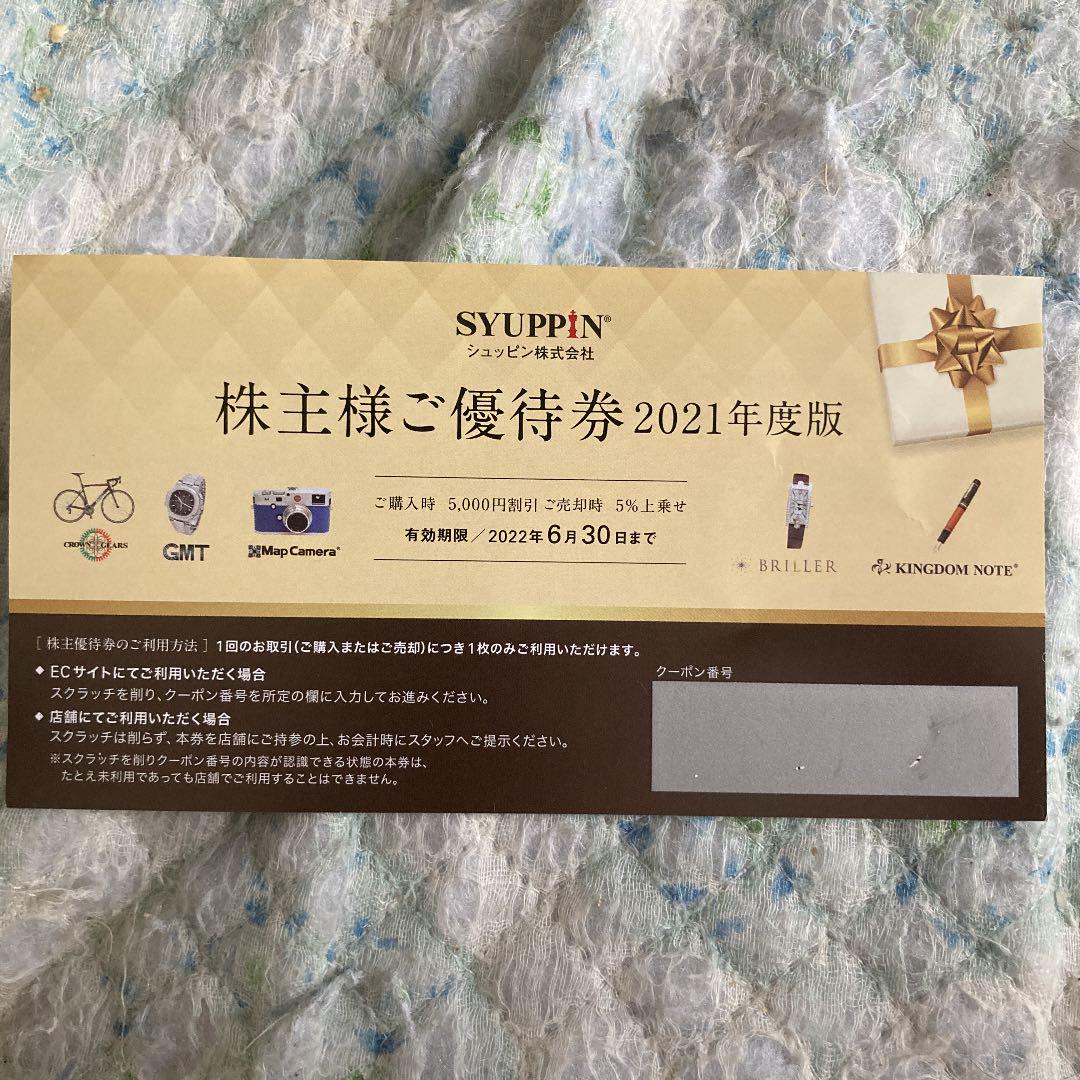 SYUPPIN®
シュッピン株式会社
株主様ご優待券2021年度版
ご購入時 5,000円割引 ご売却時 5%上乗せ
有効期限／2022年6月30日まで
CROWN GEARS
GMT
Map Camera®
BRILLER
KINGDOM NOTE®
[ 株主優待券のご利用方法 ] 1回のお取引(ご購入またはご売却)につき1枚のみご利用いただけます。
◆ ECサイトにてご利用いただく場合
スクラッチを削り、クーポン番号を所定の欄に入力してお進みください。
◆ 店舗にてご利用いただく場合
スクラッチは削らず、本券を店舗にご持参の上、お会計時にスタッフへご提示ください。
※スクラッチを削りクーポン番号の内容が認識できる状態の本券は、
たとえ未利用であっても店舗でご利用することはできません。
クーポン番号